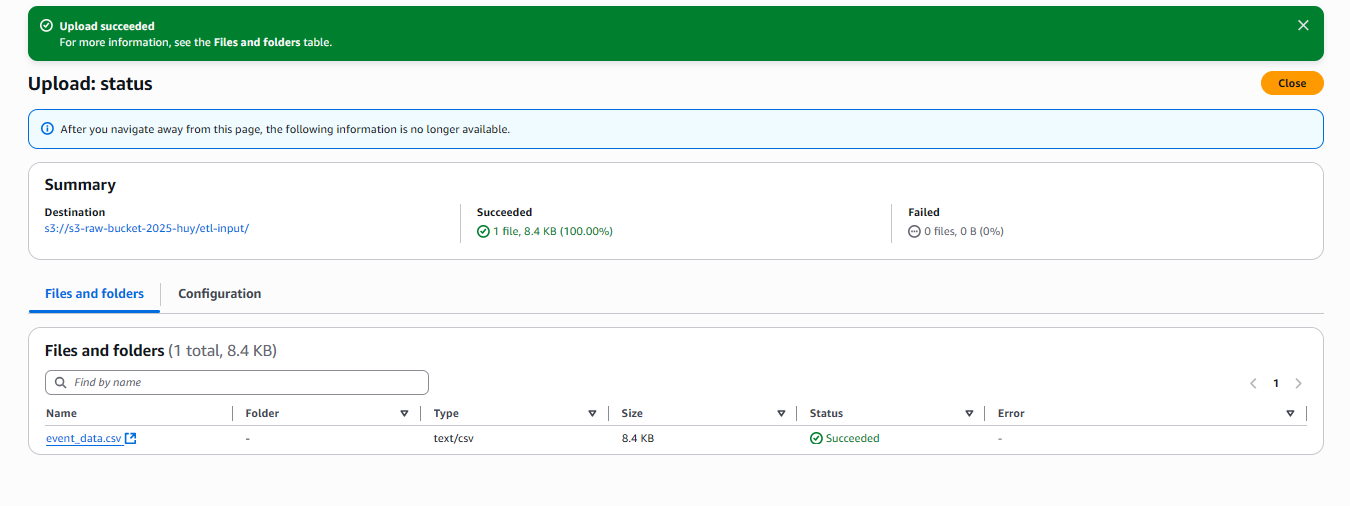 Upload succeeded
For more information, see the Files and folders table.
Upload: status
Close
After you navigate away from this page, the following information is no longer available.
Summary
Destination
s3://s3-raw-bucket-2025-huy/etl-input/
Succeeded
1 file, 8.4 KB (100.00%)
Failed
0 files, 0 B (0%)
Files and folders
Configuration
Files and folders (1 total, 8.4 KB)
Find by name
1
Name Folder Type Size Status Error
event_data.csv - text/csv 8.4 KB Succeeded -